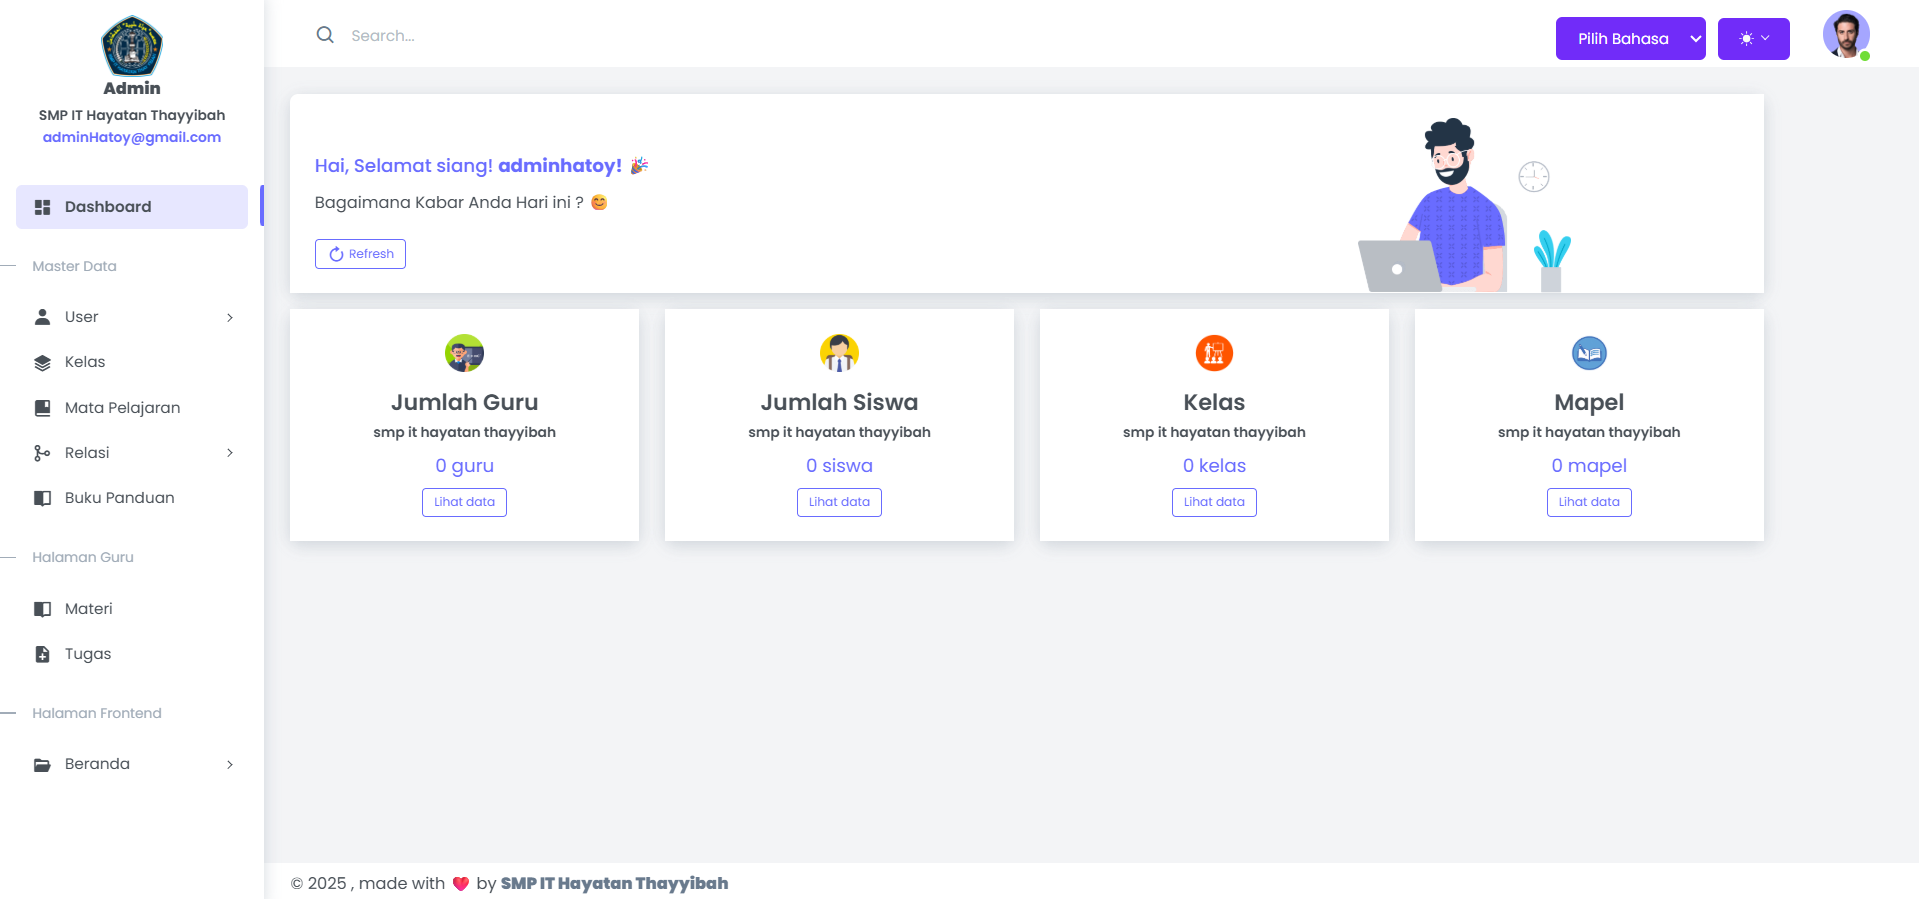 Admin
SMP IT Hayatan Thayyibah
adminHatoy@gmail.com
Dashboard
Master Data
User
Kelas
Mata Pelajaran
Relasi
Buku Panduan
Halaman Guru
Materi
Tugas
Halaman Frontend
Beranda
Search...
Pilih Bahasa
Hai, Selamat siang! adminhatoy! 🎉
Bagaimana Kabar Anda Hari ini ? 😊
Refresh
Jumlah Guru
smp it hayatan thayyibah
0 guru
Lihat data
Jumlah Siswa
smp it hayatan thayyibah
0 siswa
Lihat data
Kelas
smp it hayatan thayyibah
0 kelas
Lihat data
Mapel
smp it hayatan thayyibah
0 mapel
Lihat data
© 2025 , made with ❤️ by SMP IT Hayatan Thayyibah